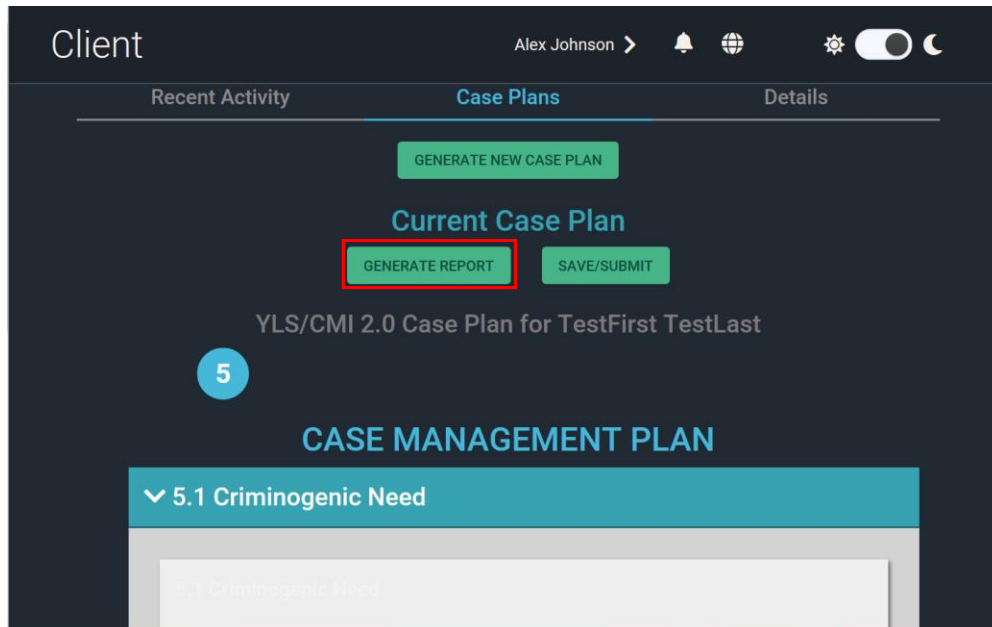 Client
Alex Johnson
Recent Activity Case Plans Details
GENERATE NEW CASE PLAN
Current Case Plan
GENERATE REPORT SAVE/SUBMIT
YLS/CMI 2.0 Case Plan for TestFirst TestLast
5
CASE MANAGEMENT PLAN
5.1 Criminogenic Need
5.1 Criminogenic Need